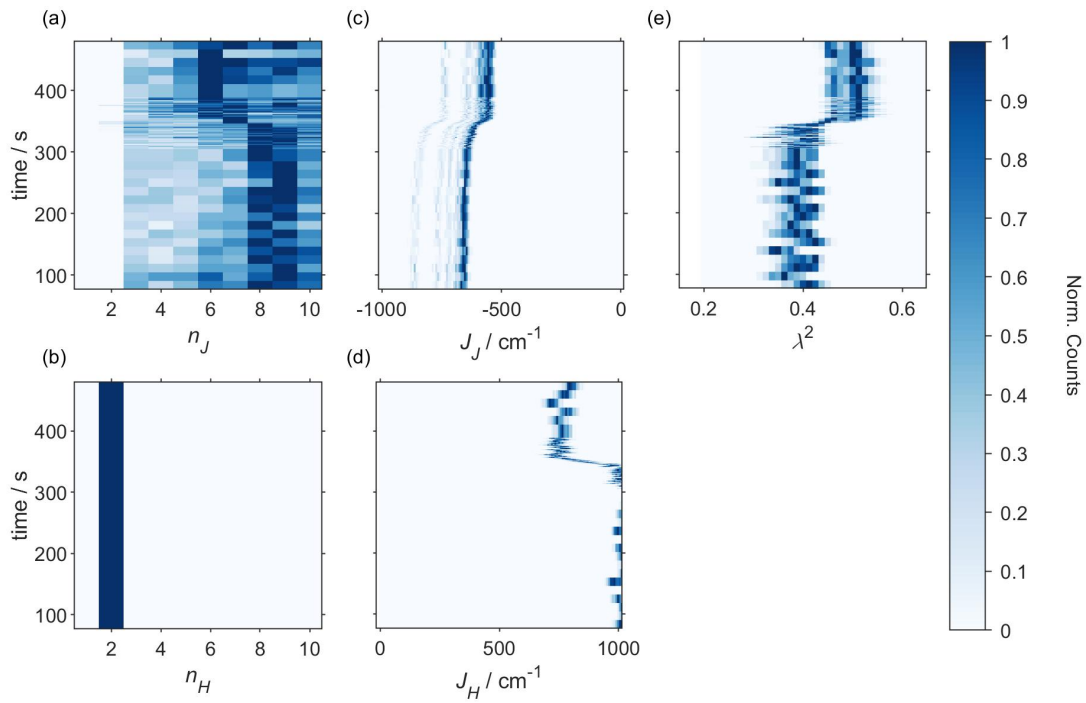 (a)
(c)
(e)
time / s
400
300
200
100
2 4 6 8 10
n_J
-1000 -500 0
J_J / cm⁻¹
0.2 0.4 0.6
λ²
1
0.9
0.8
0.7
0.6
0.5
0.4
0.3
0.2
0.1
0
Norm. Counts
(b)
(d)
time / s
400
300
200
100
2 4 6 8 10
n_H
0 500 1000
J_H / cm⁻¹